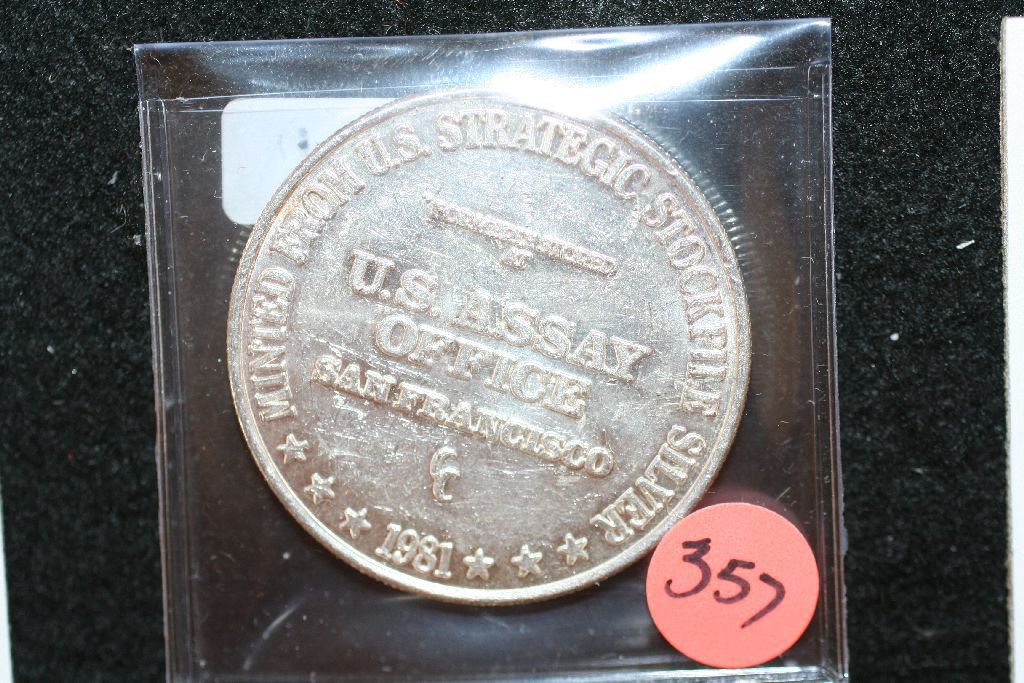 MINTED FROM U.S. STRATEGIC STOCKPILE SILVER
U.S. ASSAY
OFFICE
SAN FRANCISCO
1981
357